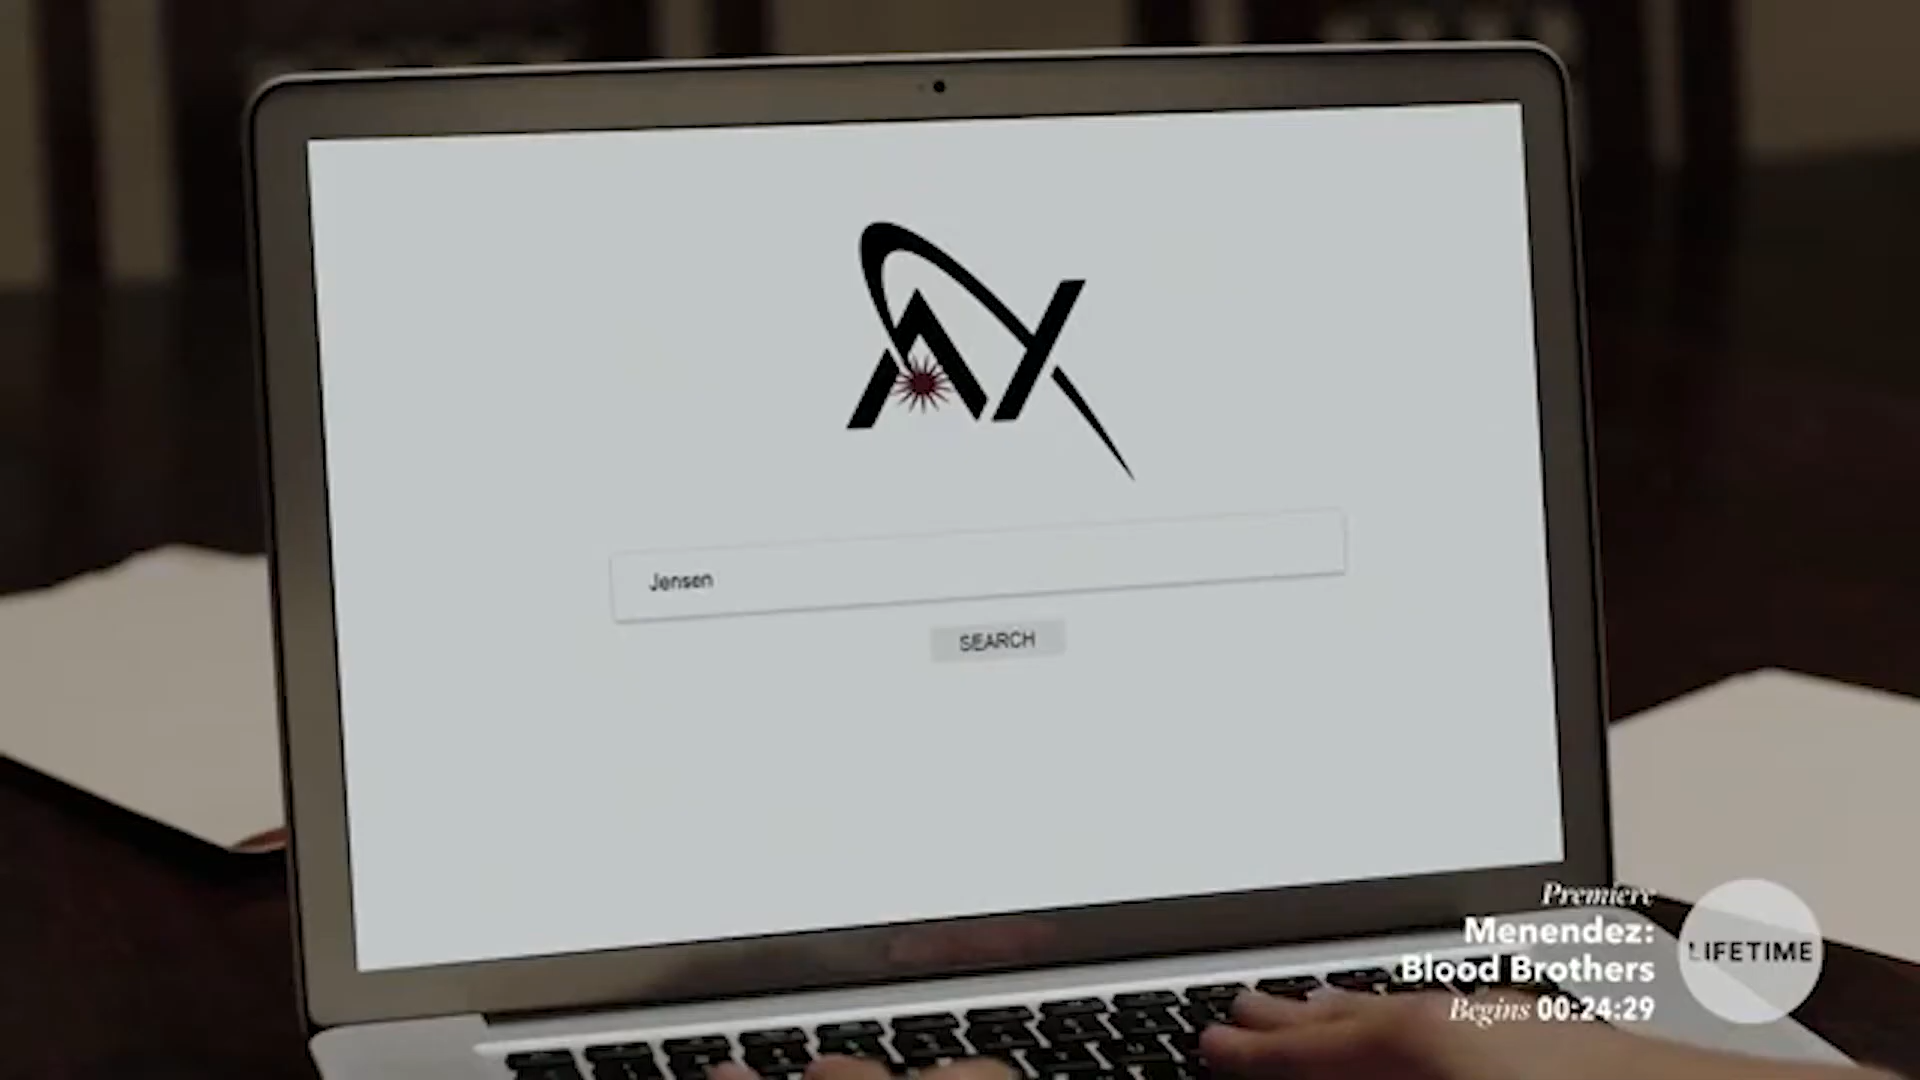 AX
Jensen
SEARCH
Premiere
Menendez:
Blood Brothers
Begins 00:24:29
LIFETIME